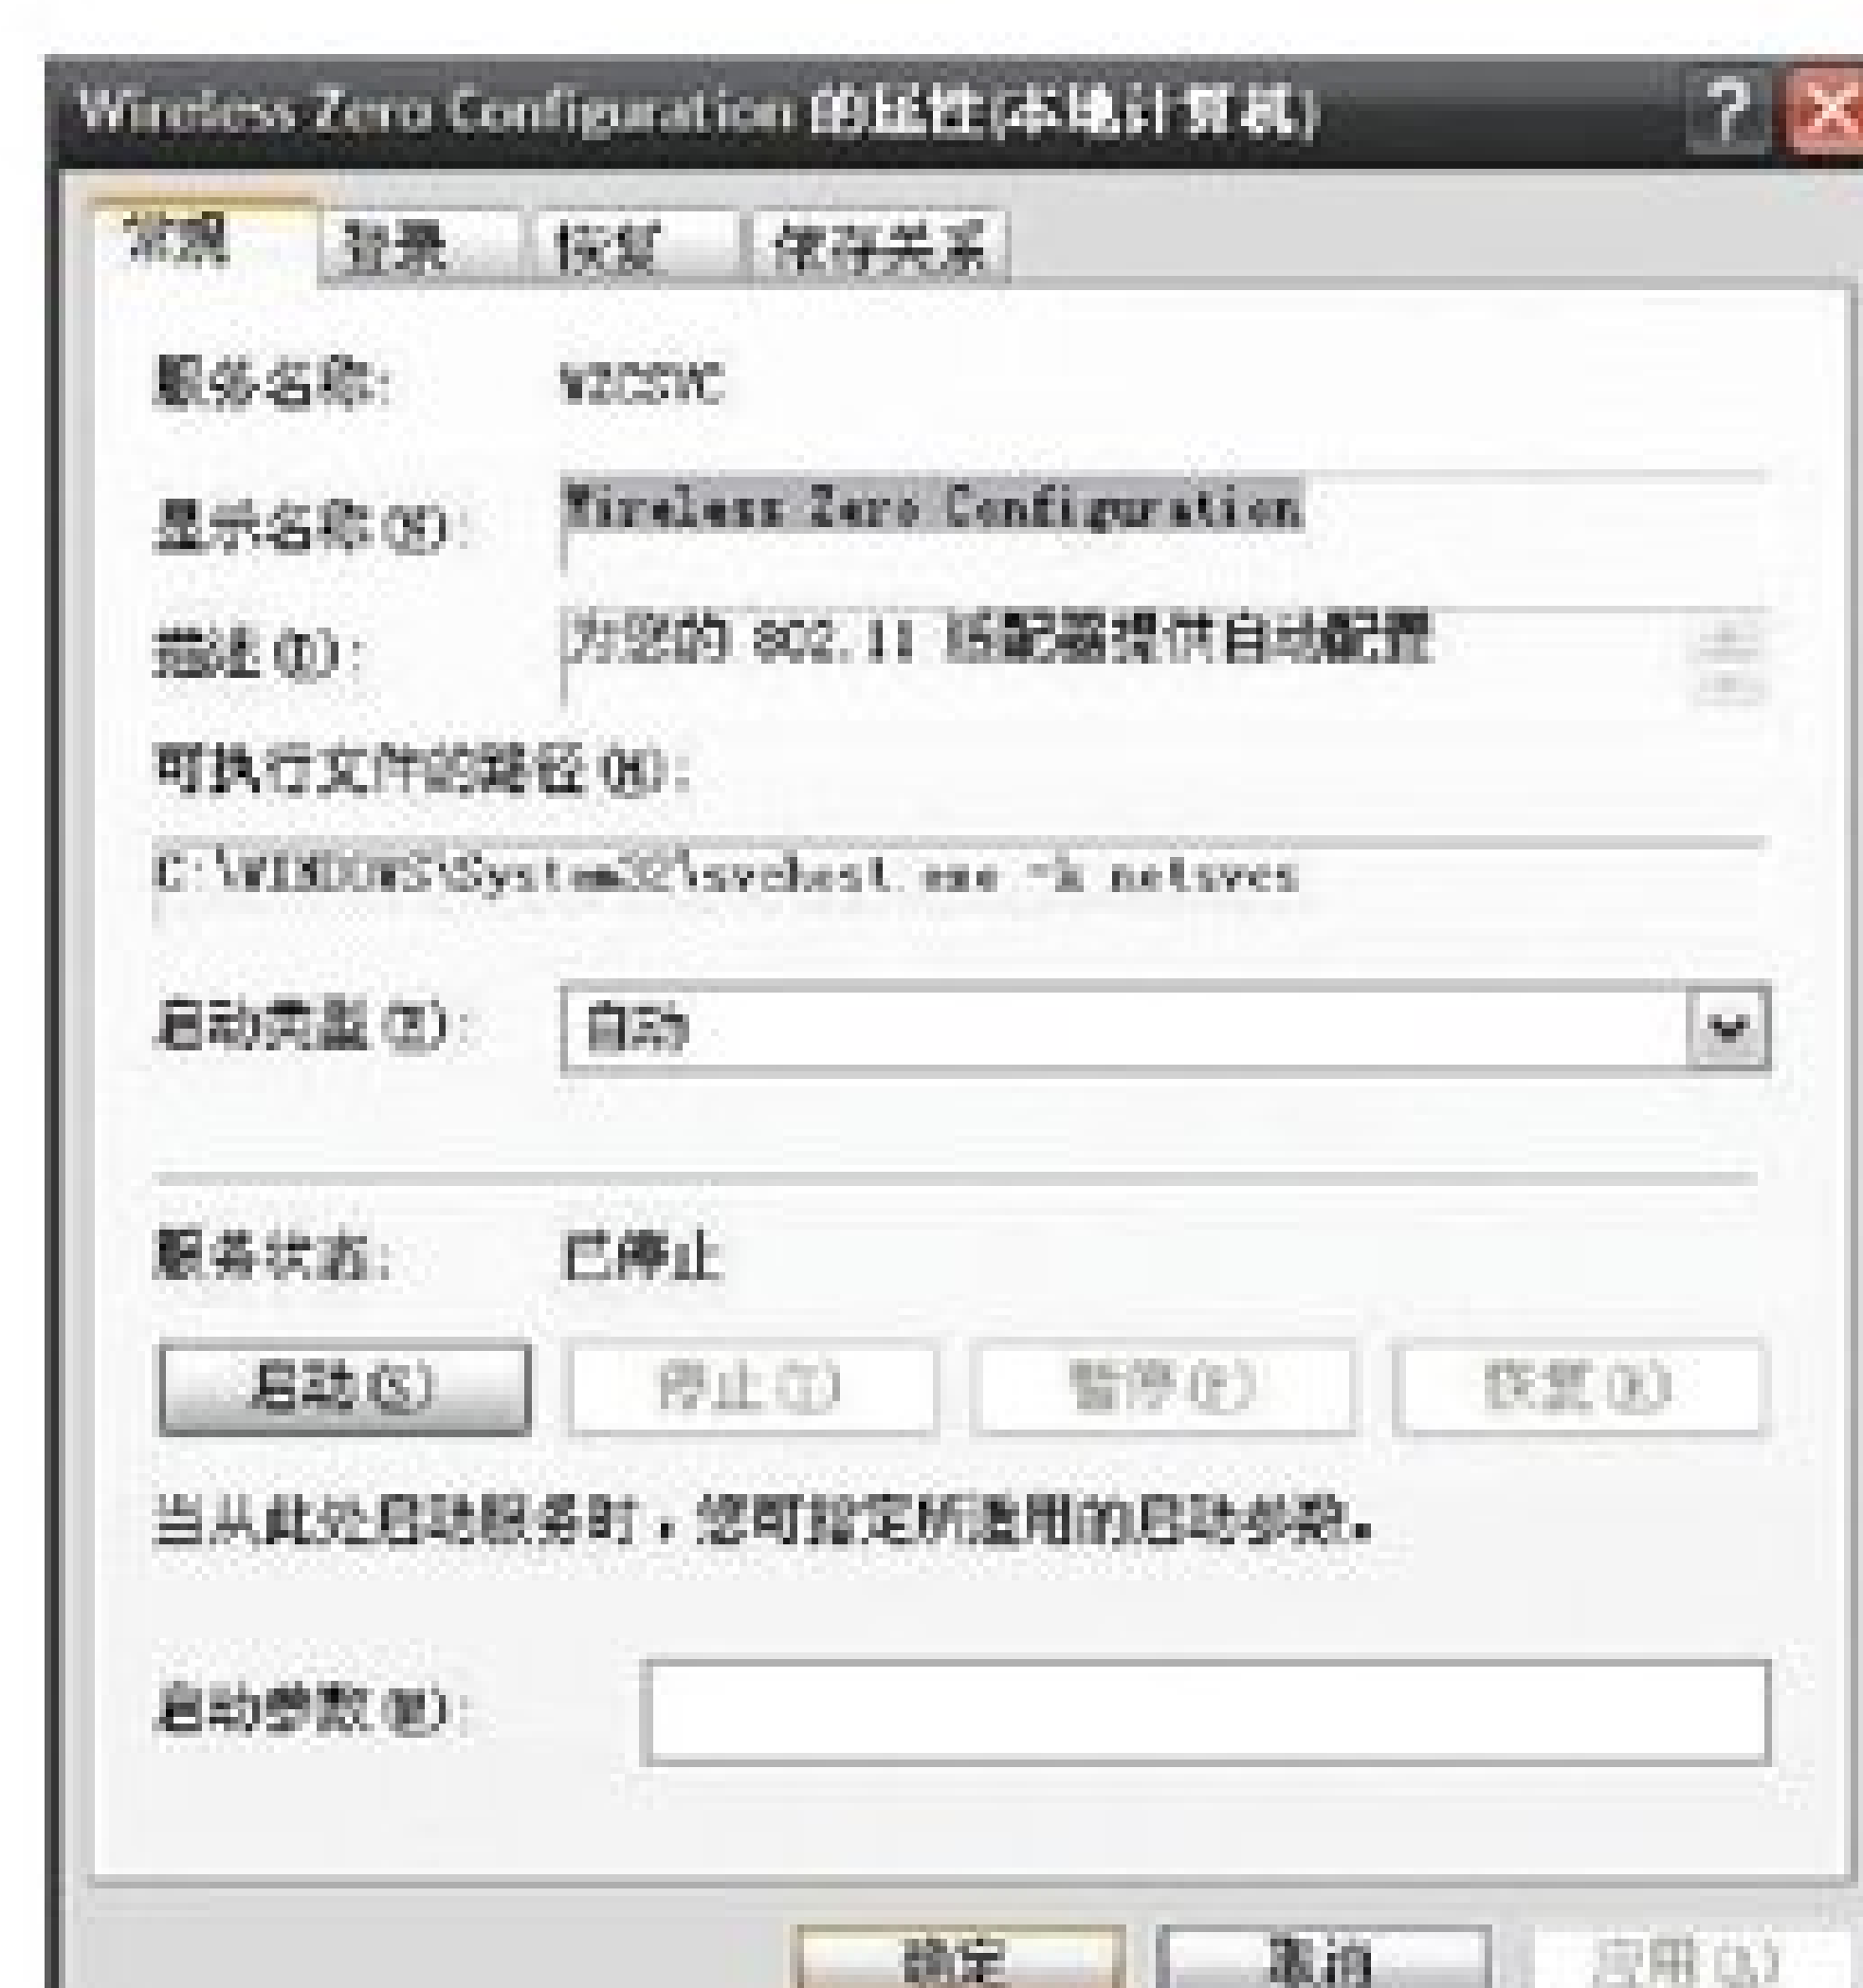 Wireless Zero Configuration 的属性(本地计算机)
常规 登录 恢复 依存关系
服务名称: WZCSVC
显示名称(N): Wireless Zero Configuration
描述(D): 为您的 802.11 适配器提供自动配置
可执行文件的路径(H):
C:\WINDOWS\System32\svchost.exe -k netsvcs
启动类型(E): 自动
服务状态: 已停止
启动(S) 停止(T) 暂停(P) 恢复(R)
当从此处启动服务时，您可指定所适用的启动参数。
启动参数(M):
确定 取消 应用(A)